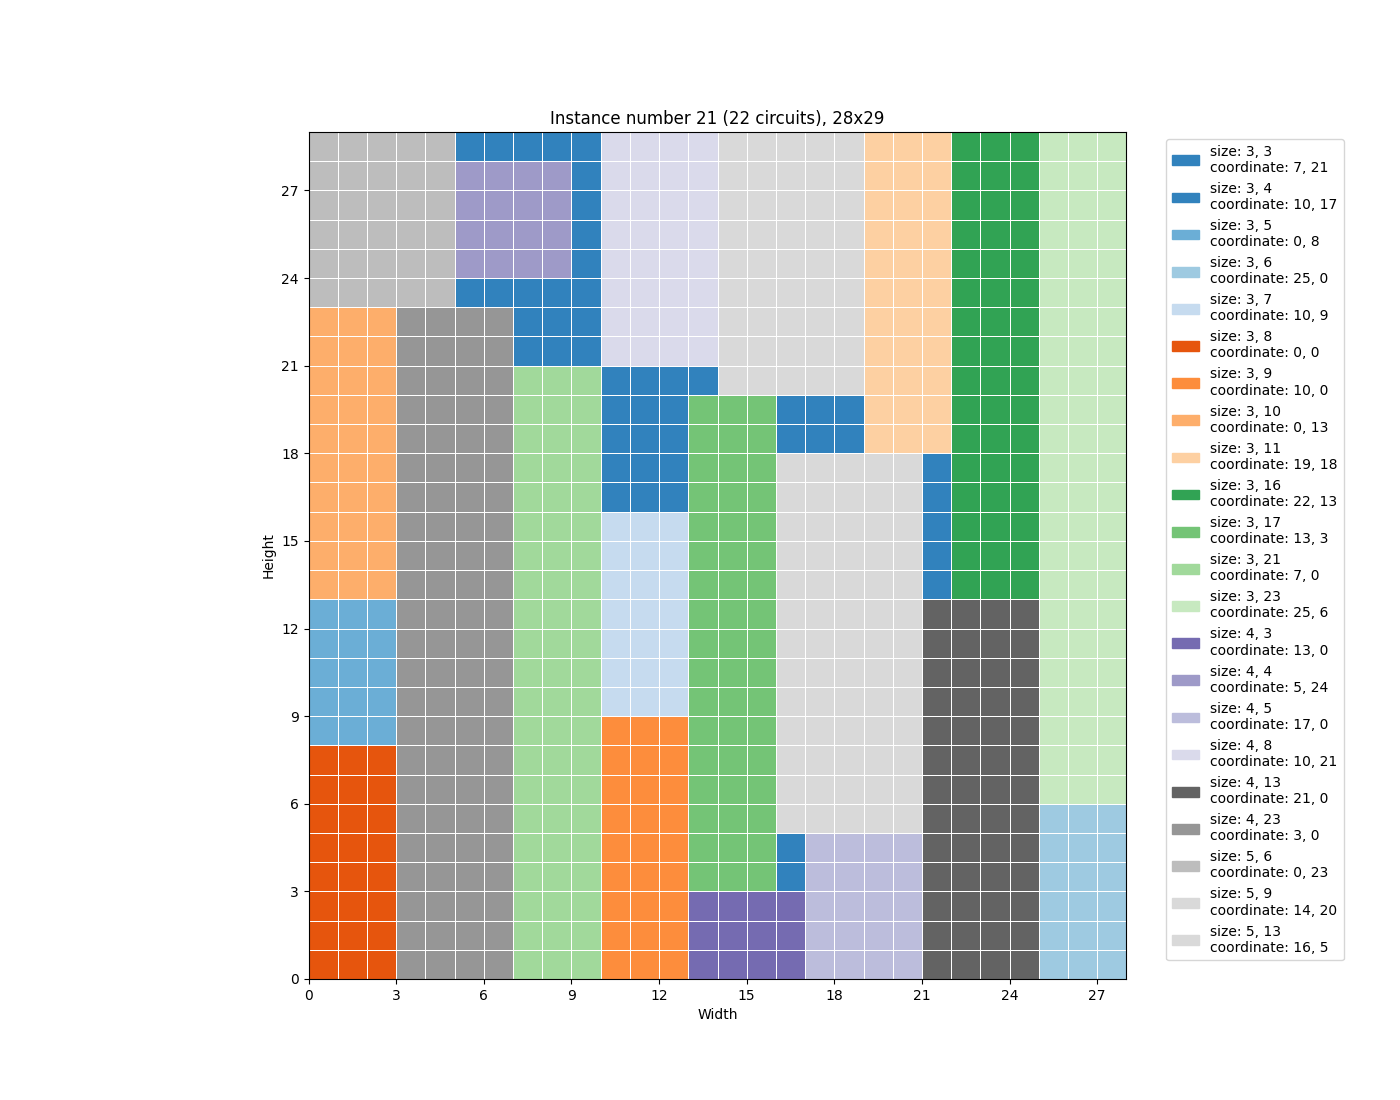 Instance number 21 (22 circuits), 28x29
27
24
21
18
15
12
9
6
3
0
Height
0 3 6 9 12 15 18 21 24 27
Width
size: 3, 3
coordinate: 7, 21
size: 3, 4
coordinate: 10, 17
size: 3, 5
coordinate: 0, 8
size: 3, 6
coordinate: 25, 0
size: 3, 7
coordinate: 10, 9
size: 3, 8
coordinate: 0, 0
size: 3, 9
coordinate: 10, 0
size: 3, 10
coordinate: 0, 13
size: 3, 11
coordinate: 19, 18
size: 3, 16
coordinate: 22, 13
size: 3, 17
coordinate: 13, 3
size: 3, 21
coordinate: 7, 0
size: 3, 23
coordinate: 25, 6
size: 4, 3
coordinate: 13, 0
size: 4, 4
coordinate: 5, 24
size: 4, 5
coordinate: 17, 0
size: 4, 8
coordinate: 10, 21
size: 4, 13
coordinate: 21, 0
size: 4, 23
coordinate: 3, 0
size: 5, 6
coordinate: 0, 23
size: 5, 9
coordinate: 14, 20
size: 5, 13
coordinate: 16, 5